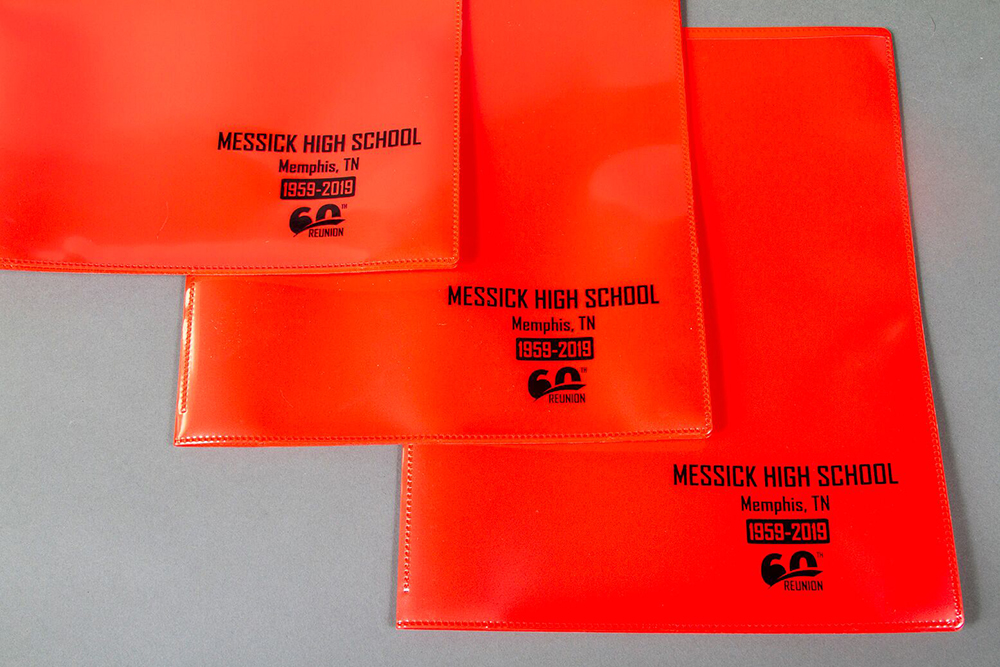 MESSICK HIGH SCHOOL
Memphis, TN
1959-2019
60TH
REUNION
MESSICK HIGH SCHOOL
Memphis, TN
1959-2019
60TH
REUNION
MESSICK HIGH SCHOOL
Memphis, TN
1959-2019
60TH
REUNION